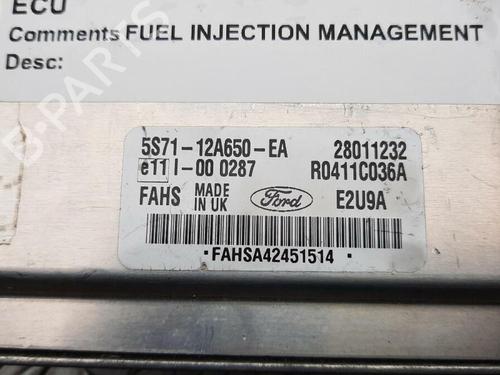 ECU
Comments FUEL INJECTION MANAGEMENT
Desc:
B-PARTS
5S71-12A650-EA 28011232
e11 I-00 0287 R0411C036A
FAHS MADE IN UK Ford E2U9A
*FAHSA42451514*